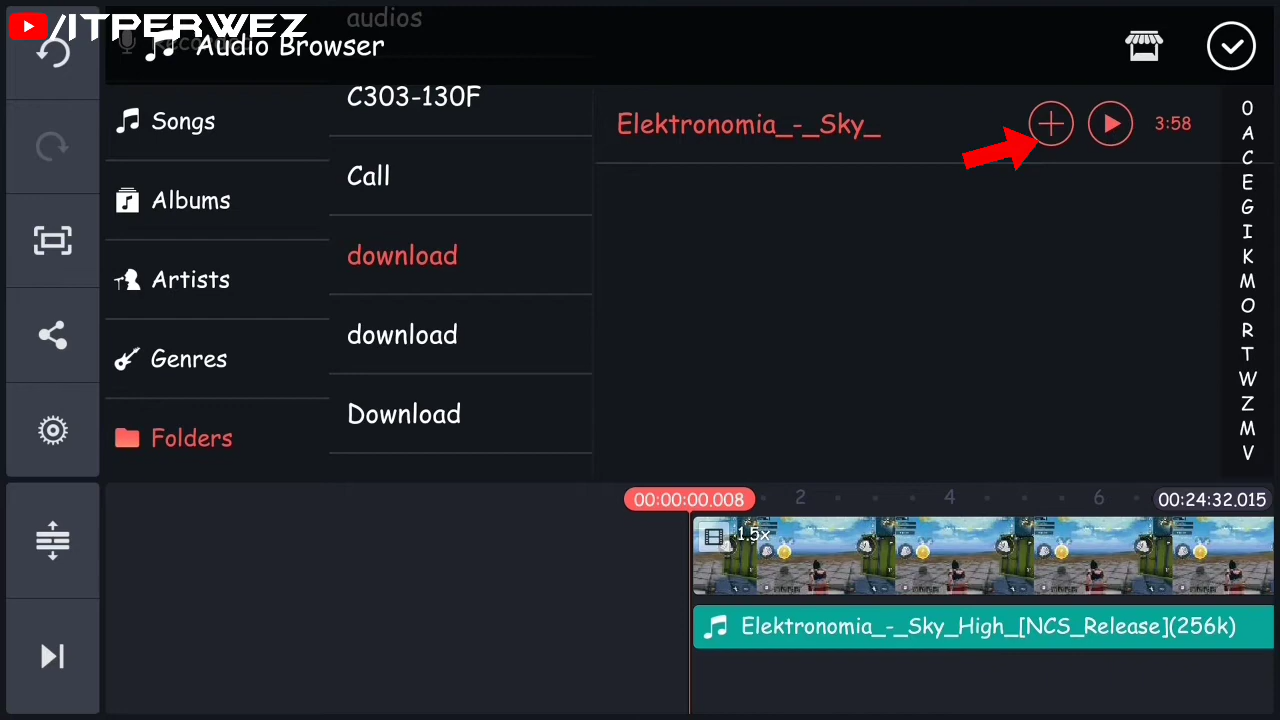 /ITPERWEZ
audios
Audio Browser
Songs
Albums
Artists
Genres
Folders
C303-130F
Call
download
download
Download
Elektronomia_-_Sky_
3:58
O
A
C
E
G
I
K
M
O
R
T
W
Z
M
V
00:00:00.008
2
4
6
00:24:32.015
1.5x
Elektronomia_-_Sky_High_[NCS_Release](256k)